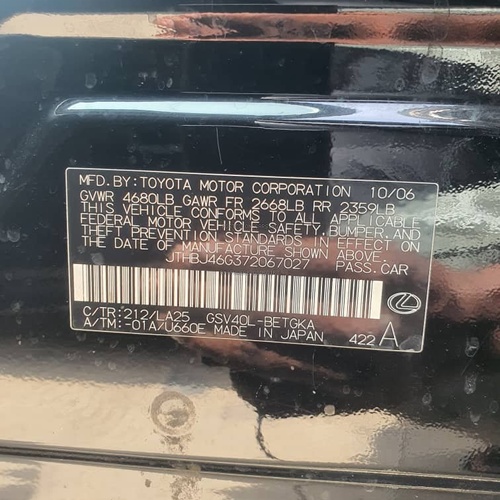 MFD. BY: TOYOTA MOTOR CORPORATION 10/06
GVWR 4680LB GAWR FR 2668LB RR 2359LB
THIS VEHICLE CONFORMS TO ALL APPLICABLE
FEDERAL MOTOR VEHICLE SAFETY, BUMPER, AND
THEFT PREVENTION STANDARDS IN EFFECT ON
THE DATE OF MANUFACTURE SHOWN ABOVE.
JTHBJ46G372067027 PASS.CAR
C/TR:212/LA25 GSV40L-BETGKA
A/TM:-01A/U660E MADE IN JAPAN 422 A